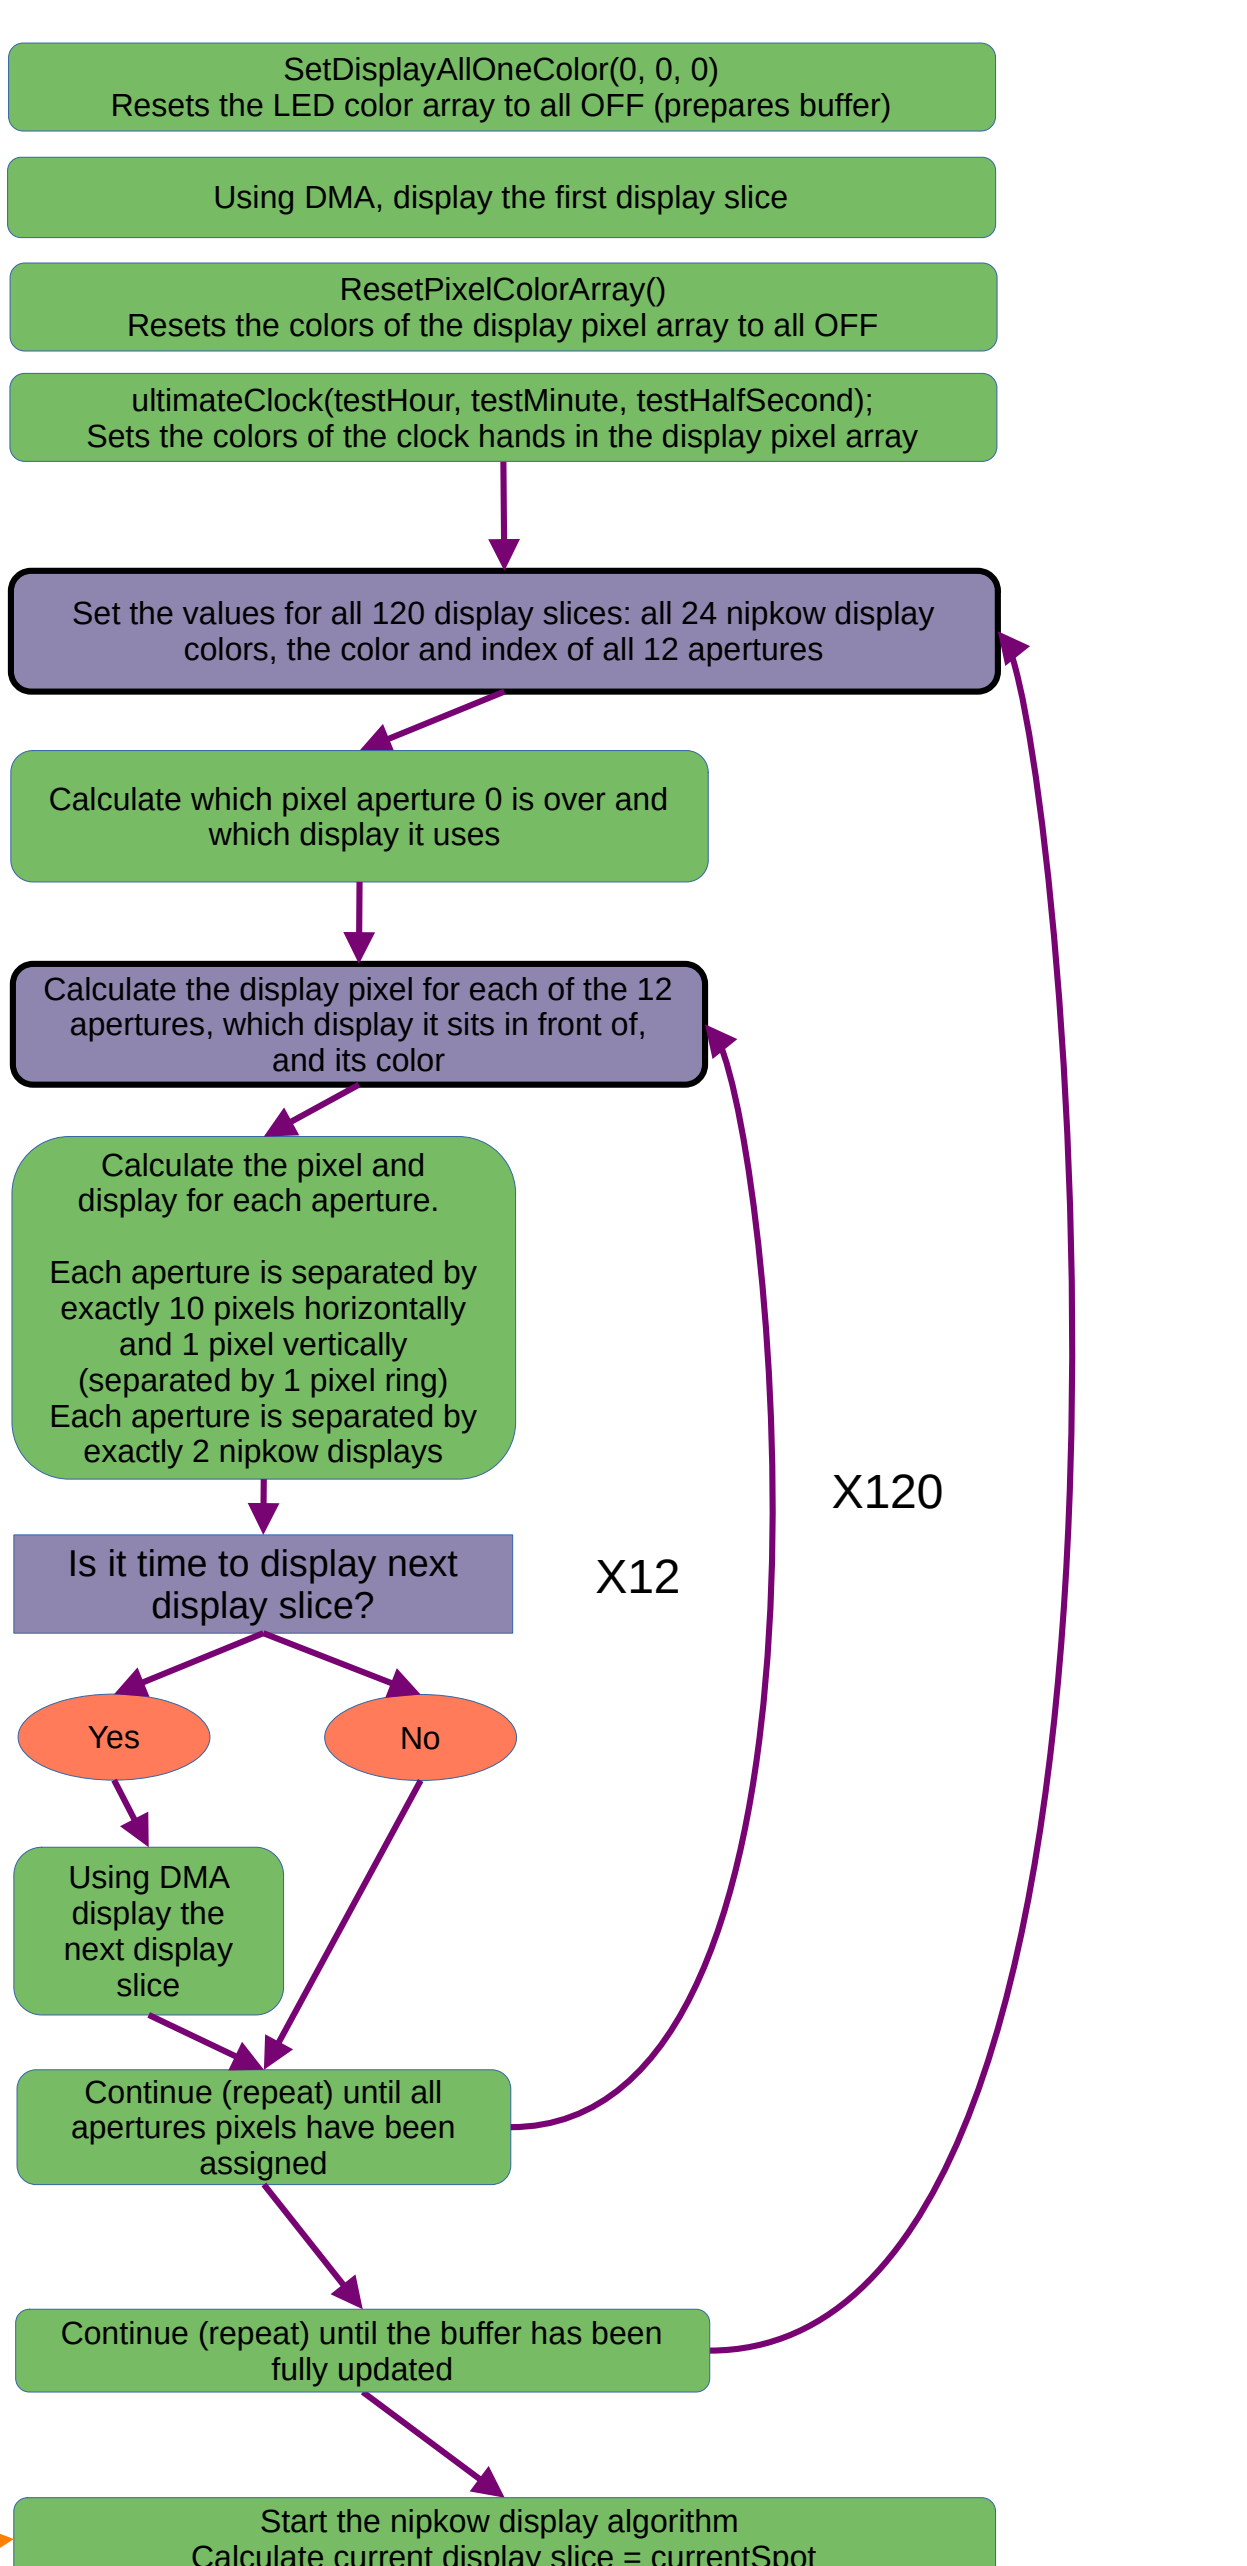 SetDisplayAllOneColor(0, 0, 0)
Resets the LED color array to all OFF (prepares buffer)
Using DMA, display the first display slice
ResetPixelColorArray()
Resets the colors of the display pixel array to all OFF
ultimateClock(testHour, testMinute, testHalfSecond);
Sets the colors of the clock hands in the display pixel array
Set the values for all 120 display slices: all 24 nipkow display
colors, the color and index of all 12 apertures
Calculate which pixel aperture 0 is over and
which display it uses
Calculate the display pixel for each of the 12
apertures, which display it sits in front of,
and its color
Calculate the pixel and
display for each aperture.
Each aperture is separated by
exactly 10 pixels horizontally
and 1 pixel vertically
(separated by 1 pixel ring)
Each aperture is separated by
exactly 2 nipkow displays
X120
X12
Is it time to display next
display slice?
Yes
No
Using DMA
display the
next display
slice
Continue (repeat) until all
apertures pixels have been
assigned
Continue (repeat) until the buffer has been
fully updated
Start the nipkow display algorithm
Calculate current display slice = currentSpot